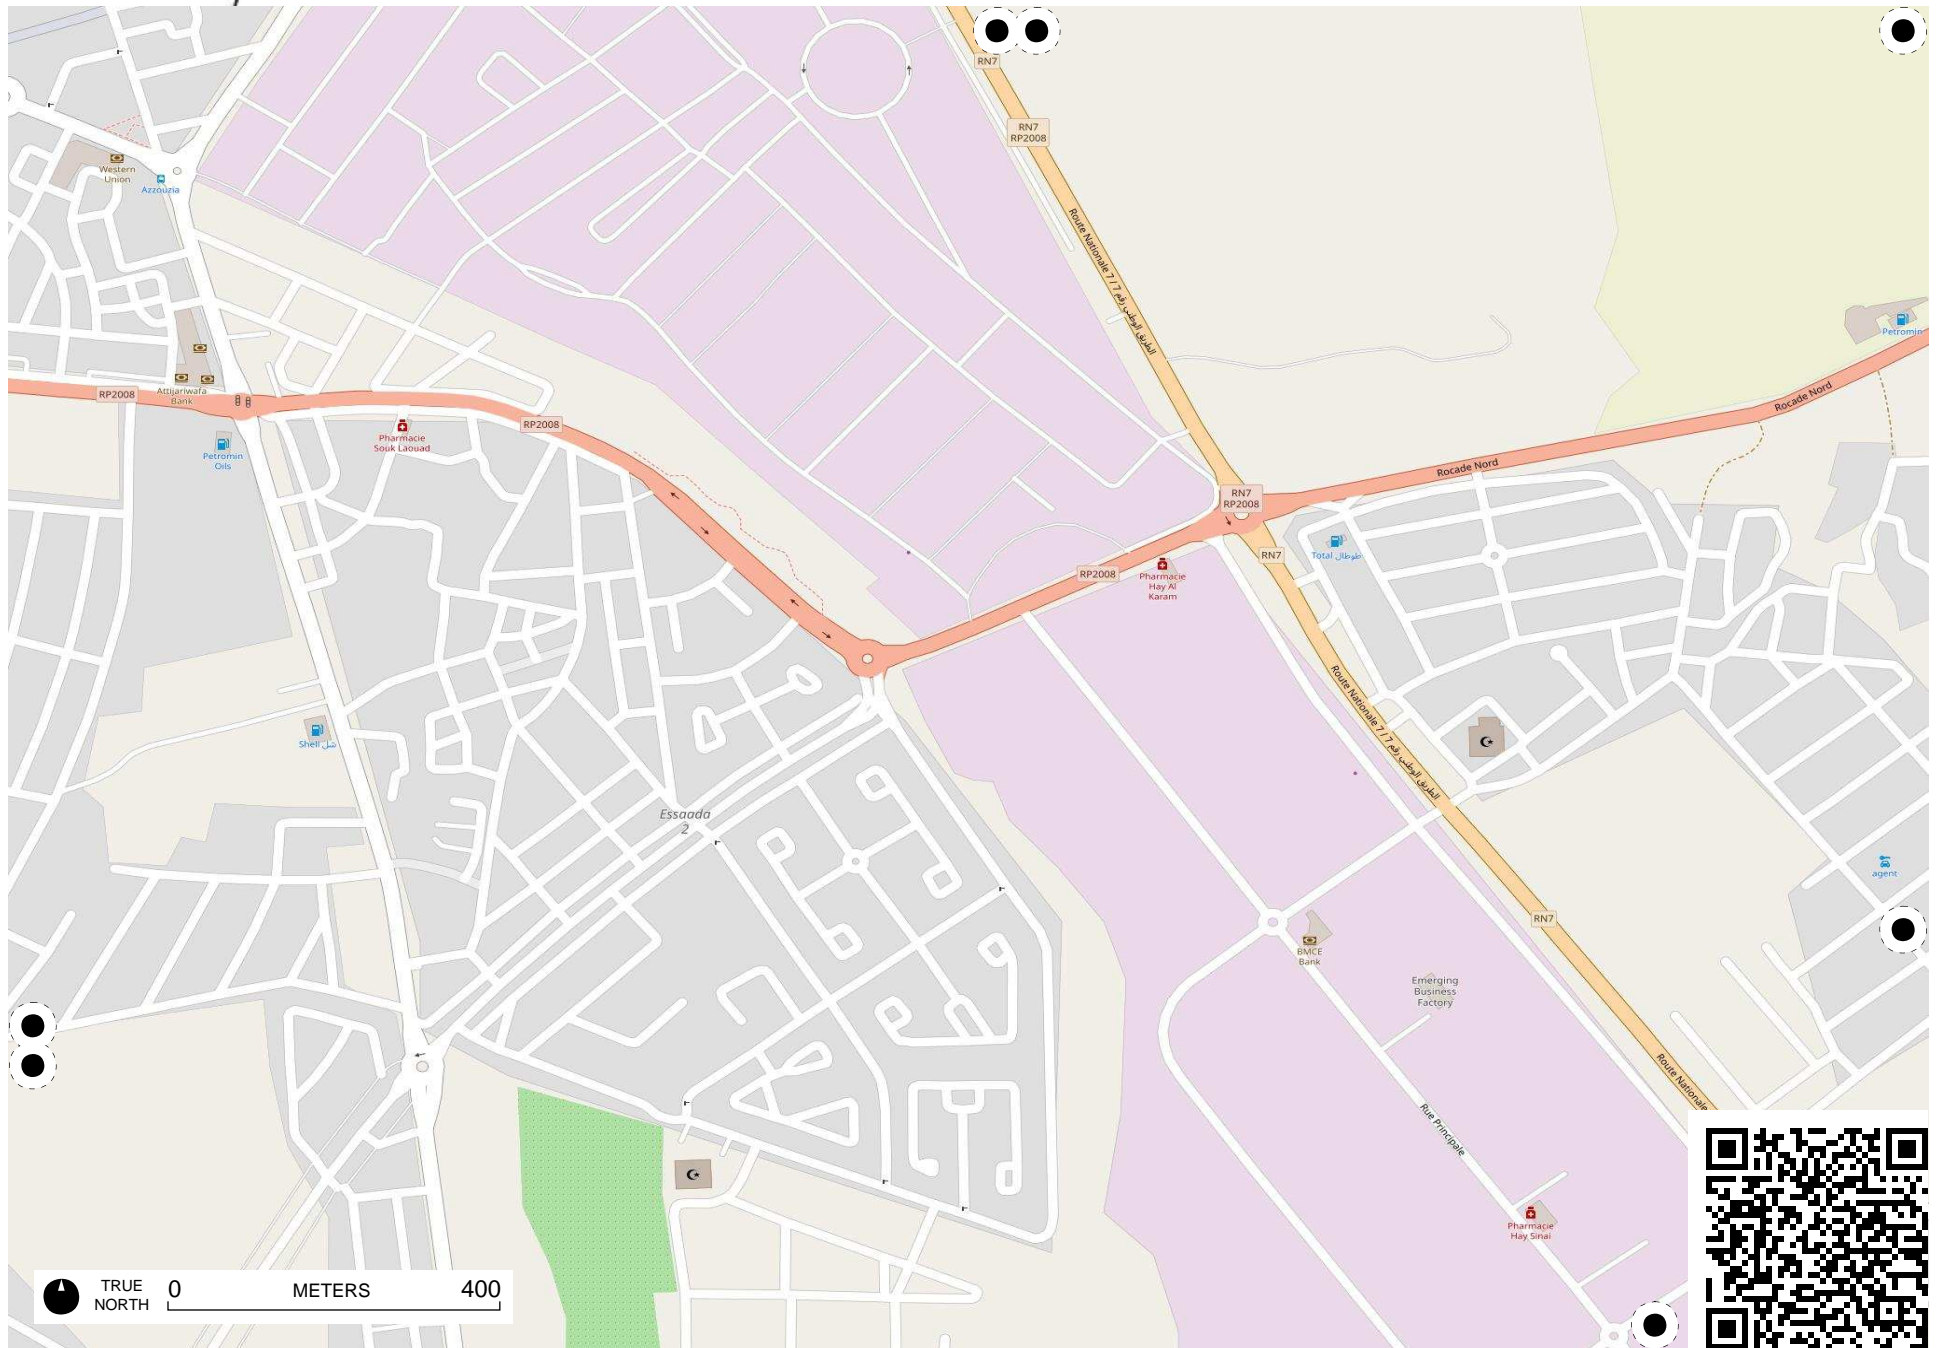 RN7
RN7
RP2008
Western
Union
Azzouzia
Route Nationale 7 / الطريق الوطني رقم 7
Petromin
RP2008
Attijariwafa
Bank
Rocade Nord
RP2008
Pharmacie
Souk Laouad
Petromin
Oils
Rocade Nord
RN7
RP2008
RN7
Total طوطال
RP2008
Pharmacie
Hay Al
Karam
Route Nationale 7 / الطريق الوطني رقم 7
Shell شل
Essaada
2
agent
RN7
BMCE
Bank
Emerging
Business
Factory
Route Nationale
Rue Principale
Pharmacie
Hay Sinai
TRUE
NORTH
0 METERS 400